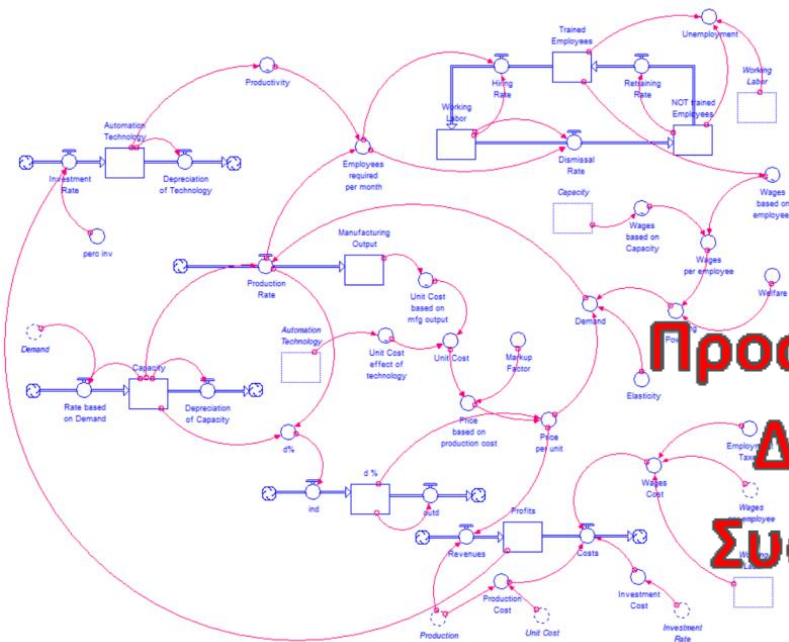 Trained
Employees
Unemployment
Productivity
Hiring
Rate
Retraining
Rate
Working
Labor
Automation
Technology
Working
Labor
NOT trained
Employees
Investment
Rate
Depreciation
of Technology
Employees
required
per month
Dismissal
Rate
Capacity
Wages
based on
employee
perc inv
Manufacturing
Output
Wages
based on
Capacity
Wages
per employee
Production
Rate
Unit Cost
based on
mfg output
Demand
Welfare
Automation
Technology
Demand
Unit Cost
effect of
technology
Unit Cost
Markup
Factor
Προσ
Capacity
Elasticity
Rate based
on Demand
Depreciation
of Capacity
Price
based on
production cost
Price
per unit
d%
Δ
d %
Wages
Cost
ind
outd
Profits
Wages
Συσ
Revenues
Costs
Production
Cost
Investment
Cost
Production
Unit Cost
Investment
Rate